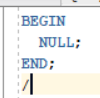 BEGIN
NULL;
END;
/